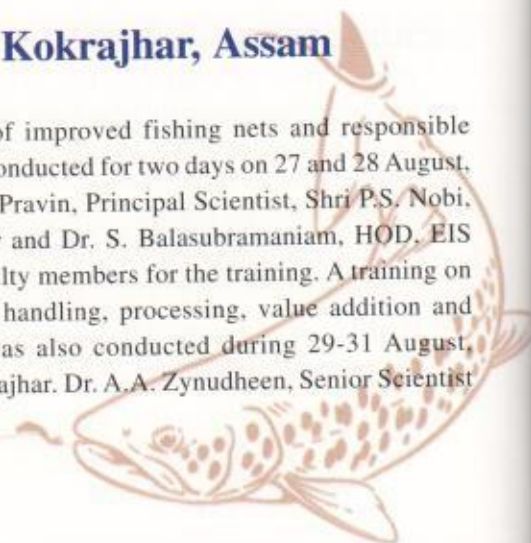 Kokrajhar, Assam
of improved fishing nets and responsible
onducted for two days on 27 and 28 August,
Pravin, Principal Scientist, Shri P.S. Nobi,
and Dr. S. Balasubramaniam, HOD, EIS
lty members for the training. A training on
handling, processing, value addition and
as also conducted during 29-31 August,
ajhar. Dr. A.A. Zynudheen, Senior Scientist